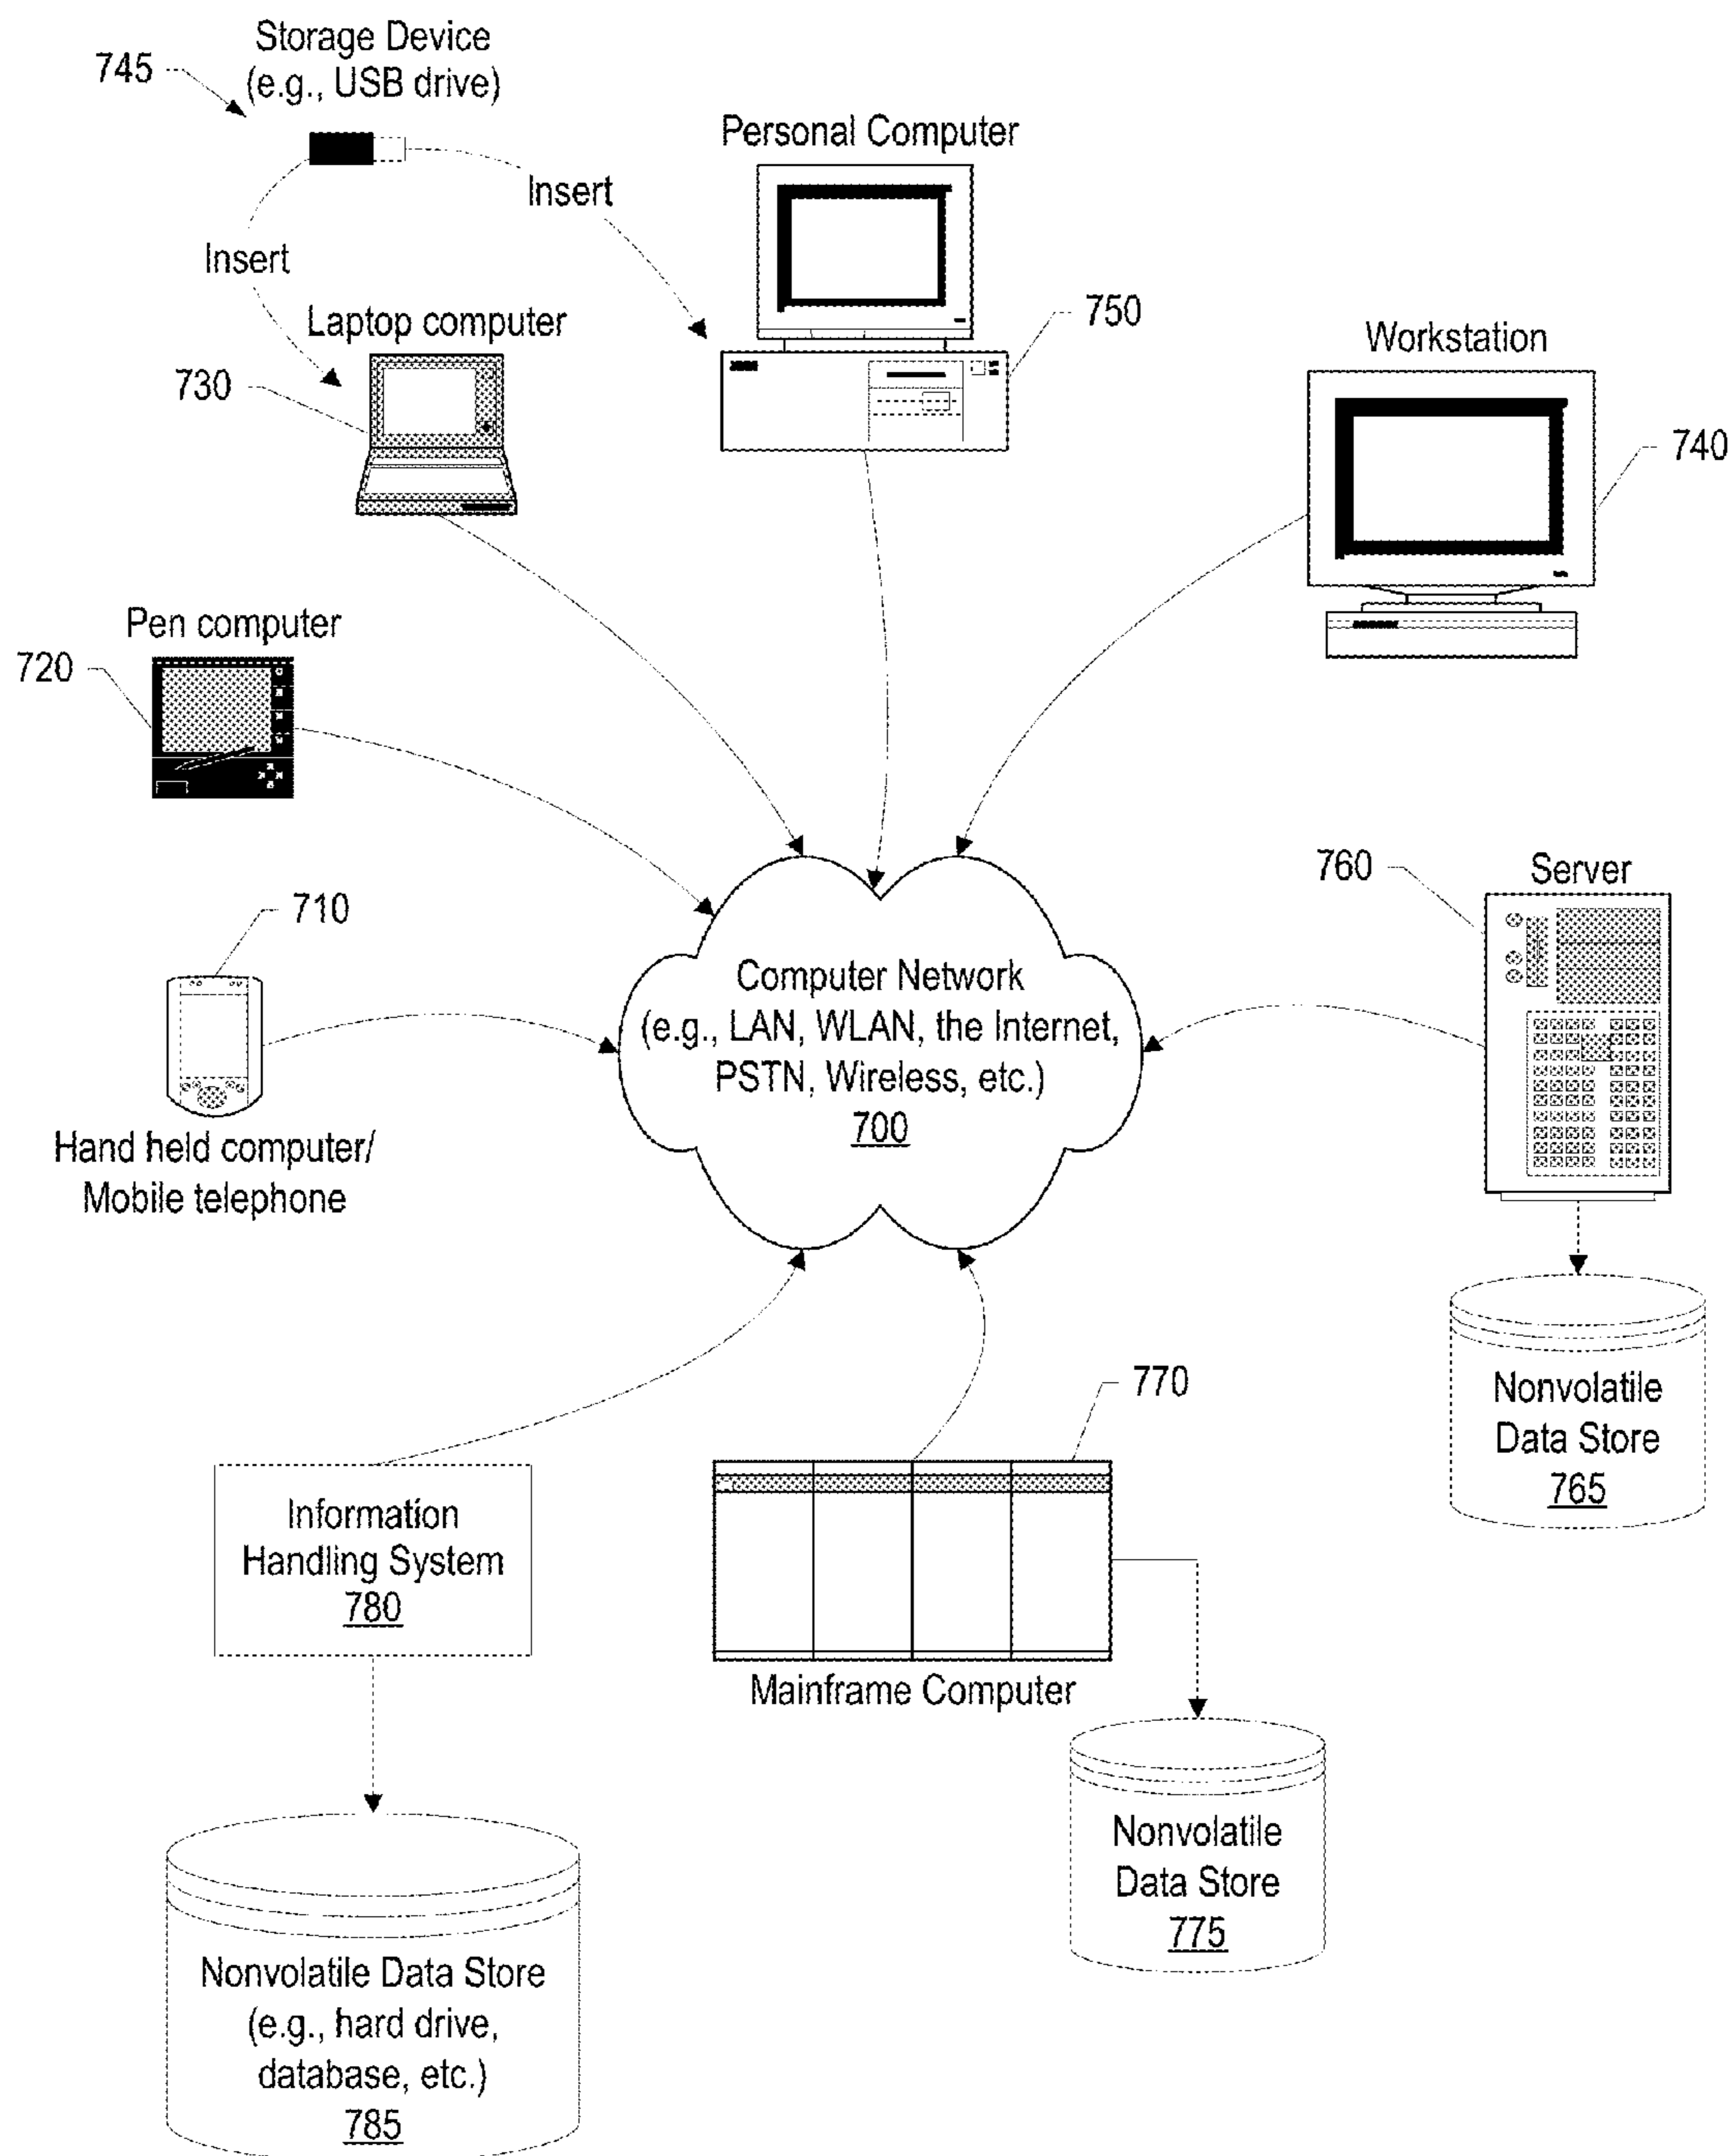 Storage Device
(e.g., USB drive)
745
Insert
Insert
Personal Computer
750
Laptop computer
730
Workstation
740
Pen computer
720
710
Hand held computer/
Mobile telephone
Computer Network
(e.g., LAN, WLAN, the Internet,
PSTN, Wireless, etc.)
700
760
Server
Nonvolatile
Data Store
765
770
Mainframe Computer
Nonvolatile
Data Store
775
Information
Handling System
780
Nonvolatile Data Store
(e.g., hard drive,
database, etc.)
785